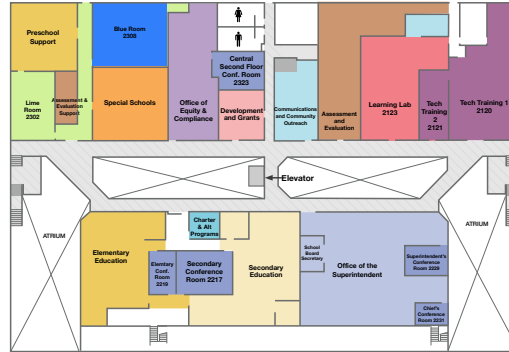 Preschool
Support
Blue Room
2306
Central
Second Floor
Conf. Room
2323
Lime
Room
2302
Assessment &
Evaluation
Support
Special Schools
Office of
Equity &
Compliance
Development
and Grants
Communications
and Community
Outreach
Assessment
and
Evaluation
Learning Lab
2123
Tech
Training
2
2121
Tech Training 1
2120
Elevator
ATRIUM
Elementary
Education
Charter
& Alt
Programs
Elemtary
Conf.
Room
2219
Secondary
Conference
Room 2217
Secondary
Education
School
Board
Secretary
Office of the
Superintendent
Superintendent's
Conference
Room 2229
Chief's
Conference
Room 2231
ATRIUM